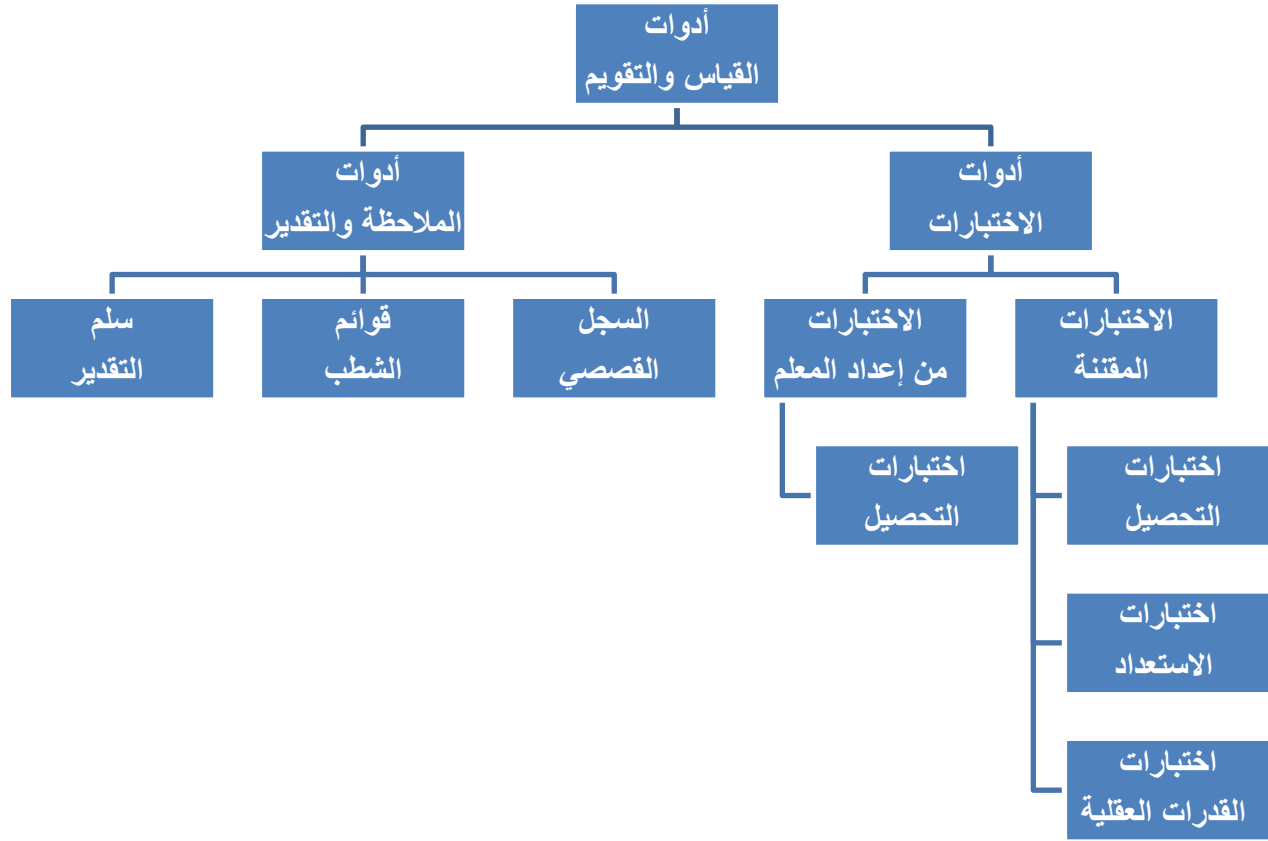 أدوات
القياس والتقويم
أدوات
الاختبارات
أدوات
الملاحظة والتقدير
الاختبارات
المقننة
الاختبارات
من إعداد المعلم
السجل
القصصي
قوائم
الشطب
سلم
التقدير
اختبارات
التحصيل
اختبارات
التحصيل
اختبارات
الاستعداد
اختبارات
القدرات العقلية